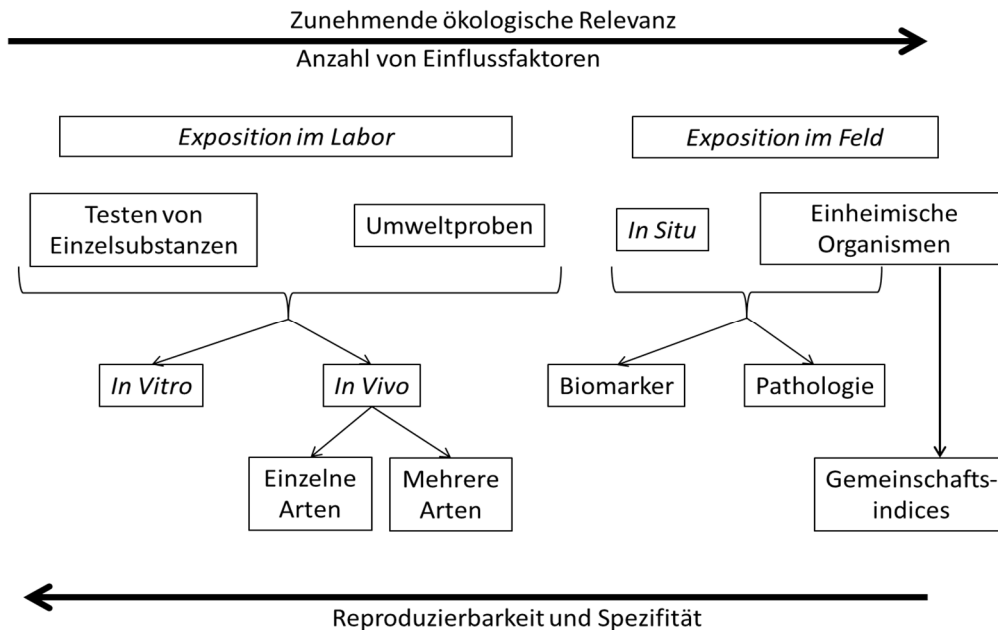 Zunehmende ökologische Relevanz
Anzahl von Einflussfaktoren
Exposition im Labor
Exposition im Feld
Testen von
Einzelsubstanzen
Umweltproben
In Situ
Einheimische
Organismen
In Vitro
In Vivo
Biomarker
Pathologie
Einzelne
Arten
Mehrere
Arten
Gemeinschafts-
indices
Reproduzierbarkeit und Spezifität